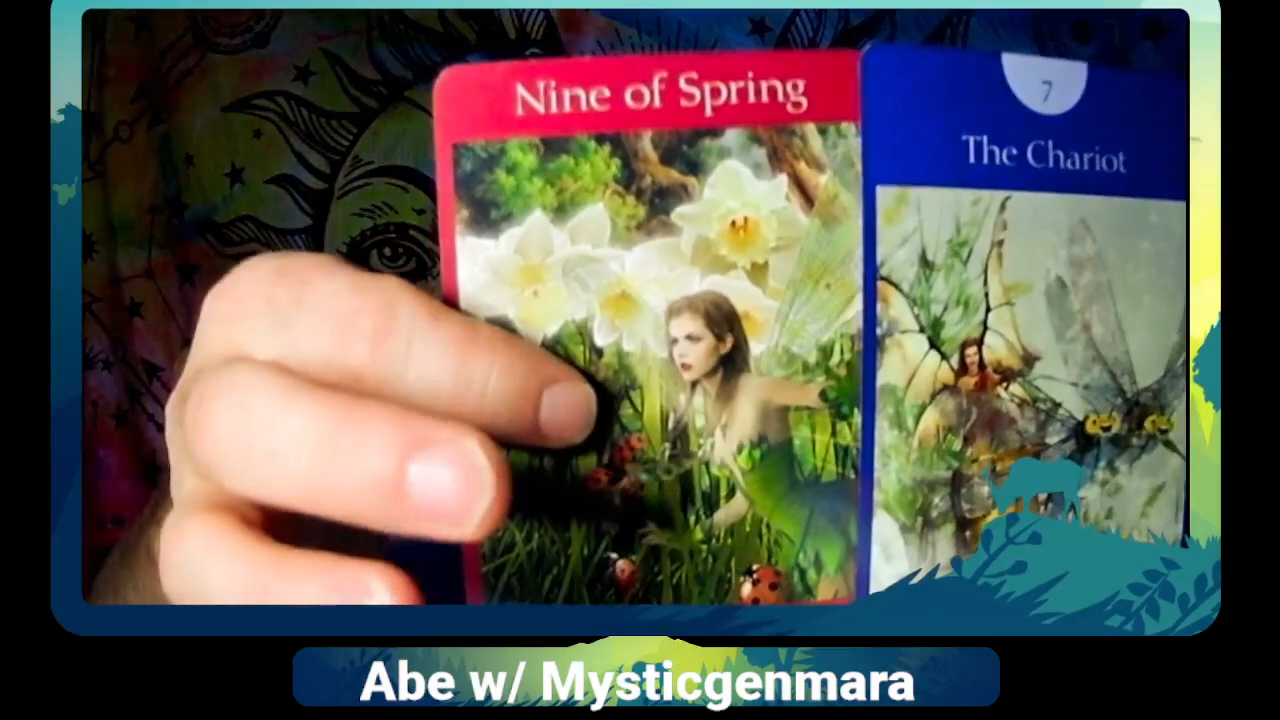 Nine of Spring
7
The Chariot
Abe w/ Mysticgenmara